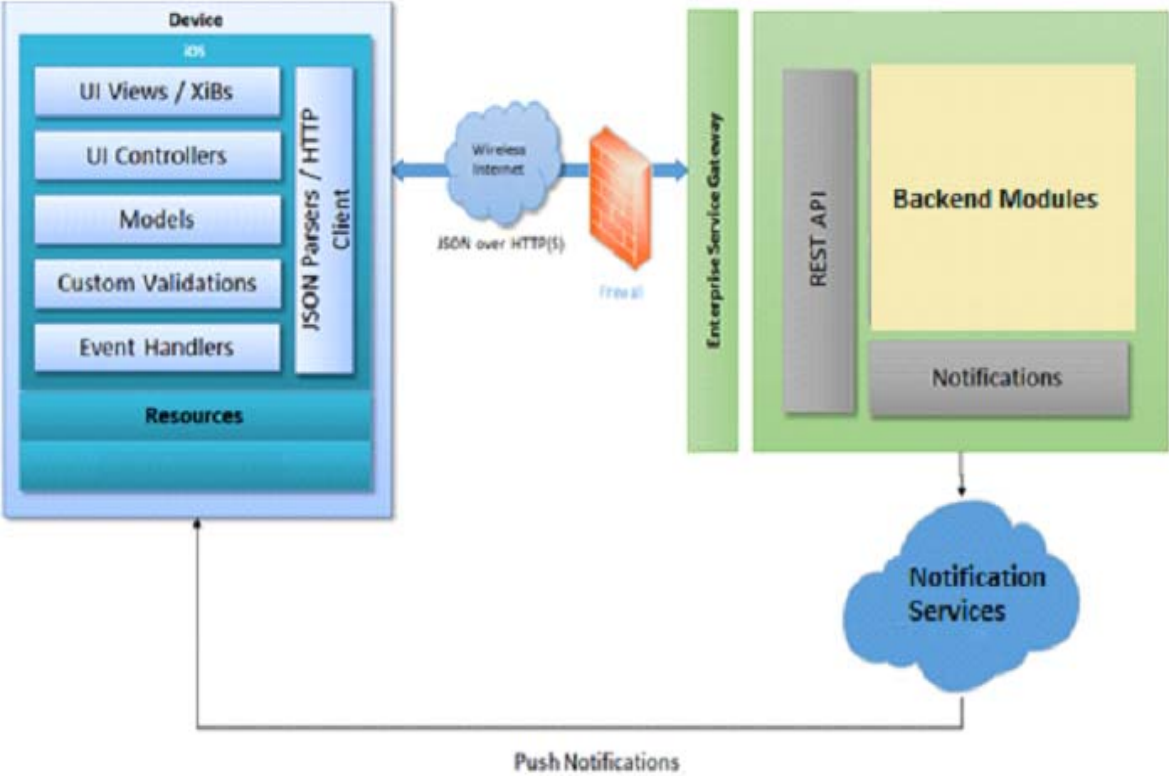 Device
iOS
UI Views / XiBs
UI Controllers
Models
Custom Validations
Event Handlers
JSON Parsers / HTTP
Client
Resources
Wireless
Internet
JSON over HTTP(S)
Firewall
Enterprise Service Gateway
REST API
Backend Modules
Notifications
Notification
Services
Push Notifications